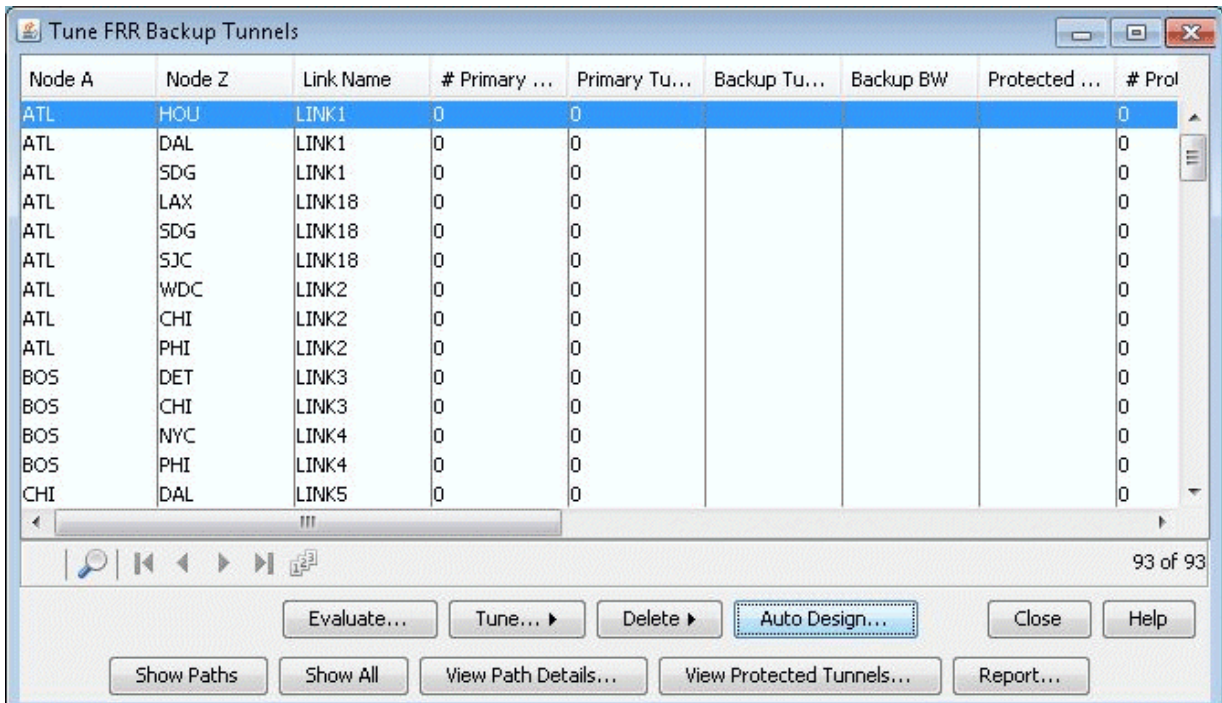 Tune FRR Backup Tunnels
Node A Node Z Link Name # Primary ... Primary Tu... Backup Tu... Backup BW Protected ... # Prol
ATL HOU LINK1 0 0 0
ATL DAL LINK1 0 0 0
ATL SDG LINK1 0 0 0
ATL LAX LINK18 0 0 0
ATL SDG LINK18 0 0 0
ATL SJC LINK18 0 0 0
ATL WDC LINK2 0 0 0
ATL CHI LINK2 0 0 0
ATL PHI LINK2 0 0 0
BOS DET LINK3 0 0 0
BOS CHI LINK3 0 0 0
BOS NYC LINK4 0 0 0
BOS PHI LINK4 0 0 0
CHI DAL LINK5 0 0 0
93 of 93
Evaluate... Tune... Delete Auto Design... Close Help
Show Paths Show All View Path Details... View Protected Tunnels... Report...